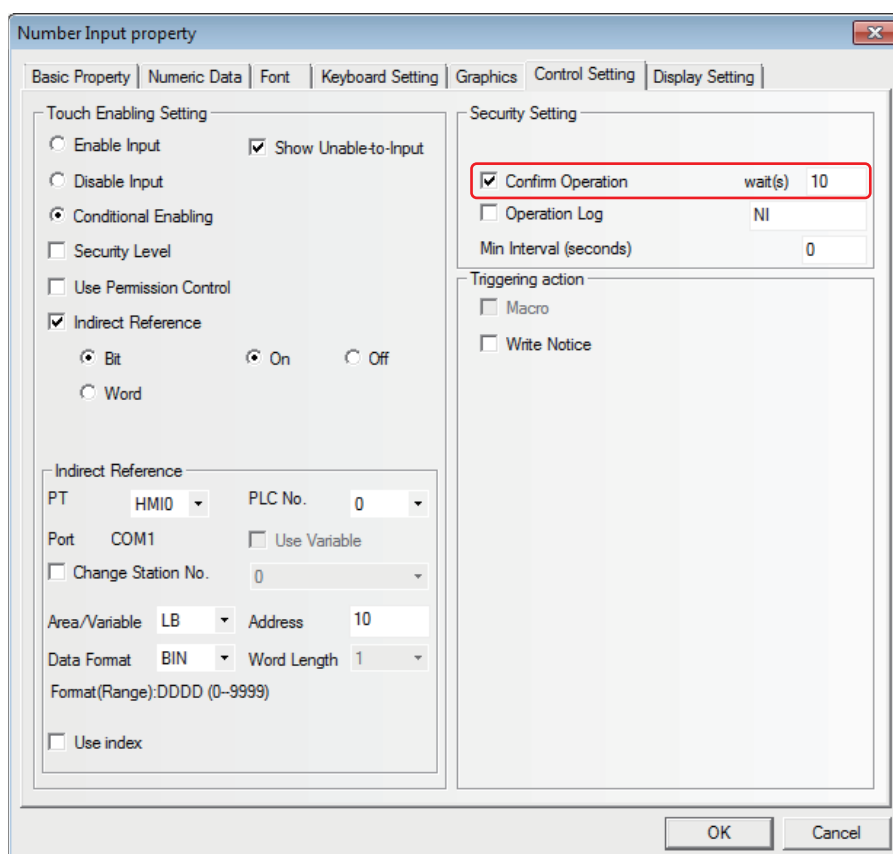 Number Input property
Basic Property Numeric Data Font Keyboard Setting Graphics Control Setting Display Setting
Touch Enabling Setting
Enable Input Show Unable-to-Input
Disable Input
Conditional Enabling
Security Level
Use Permission Control
Indirect Reference
Bit On Off
Word
Indirect Reference
PT HMI0 PLC No. 0
Port COM1 Use Variable
Change Station No. 0
Area/Variable LB Address 10
Data Format BIN Word Length 1
Format(Range):DDDD (0--9999)
Use index
Security Setting
Confirm Operation wait(s) 10
Operation Log NI
Min Interval (seconds) 0
Triggering action
Macro
Write Notice
OK Cancel